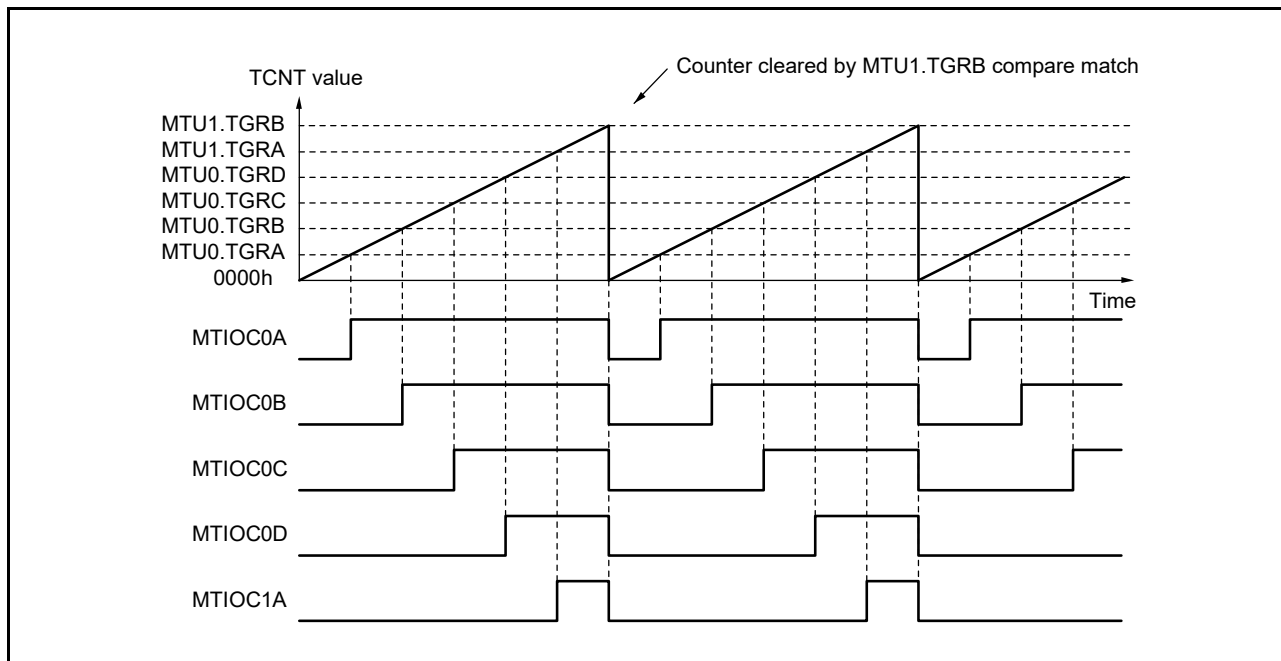 Counter cleared by MTU1.TGRB compare match
TCNT value
MTU1.TGRB
MTU1.TGRA
MTU0.TGRD
MTU0.TGRC
MTU0.TGRB
MTU0.TGRA
0000h
Time
MTIOC0A
MTIOC0B
MTIOC0C
MTIOC0D
MTIOC1A